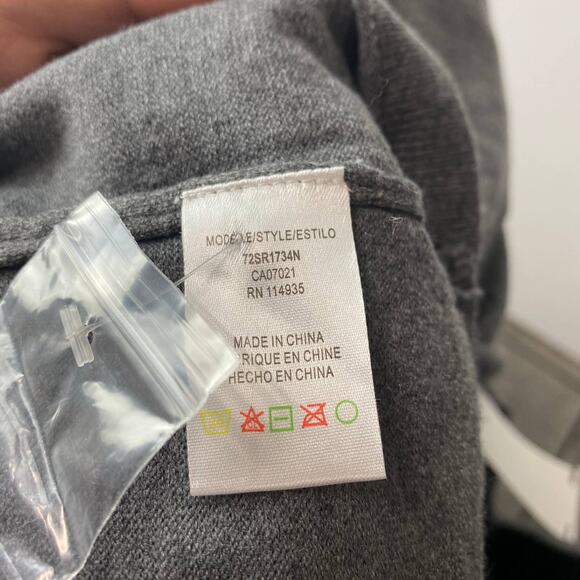 MODELE/STYLE/ESTILO
72SR1734N
CA07021
RN 114935
MADE IN CHINA
RIQUE EN CHINE
HECHO EN CHINA